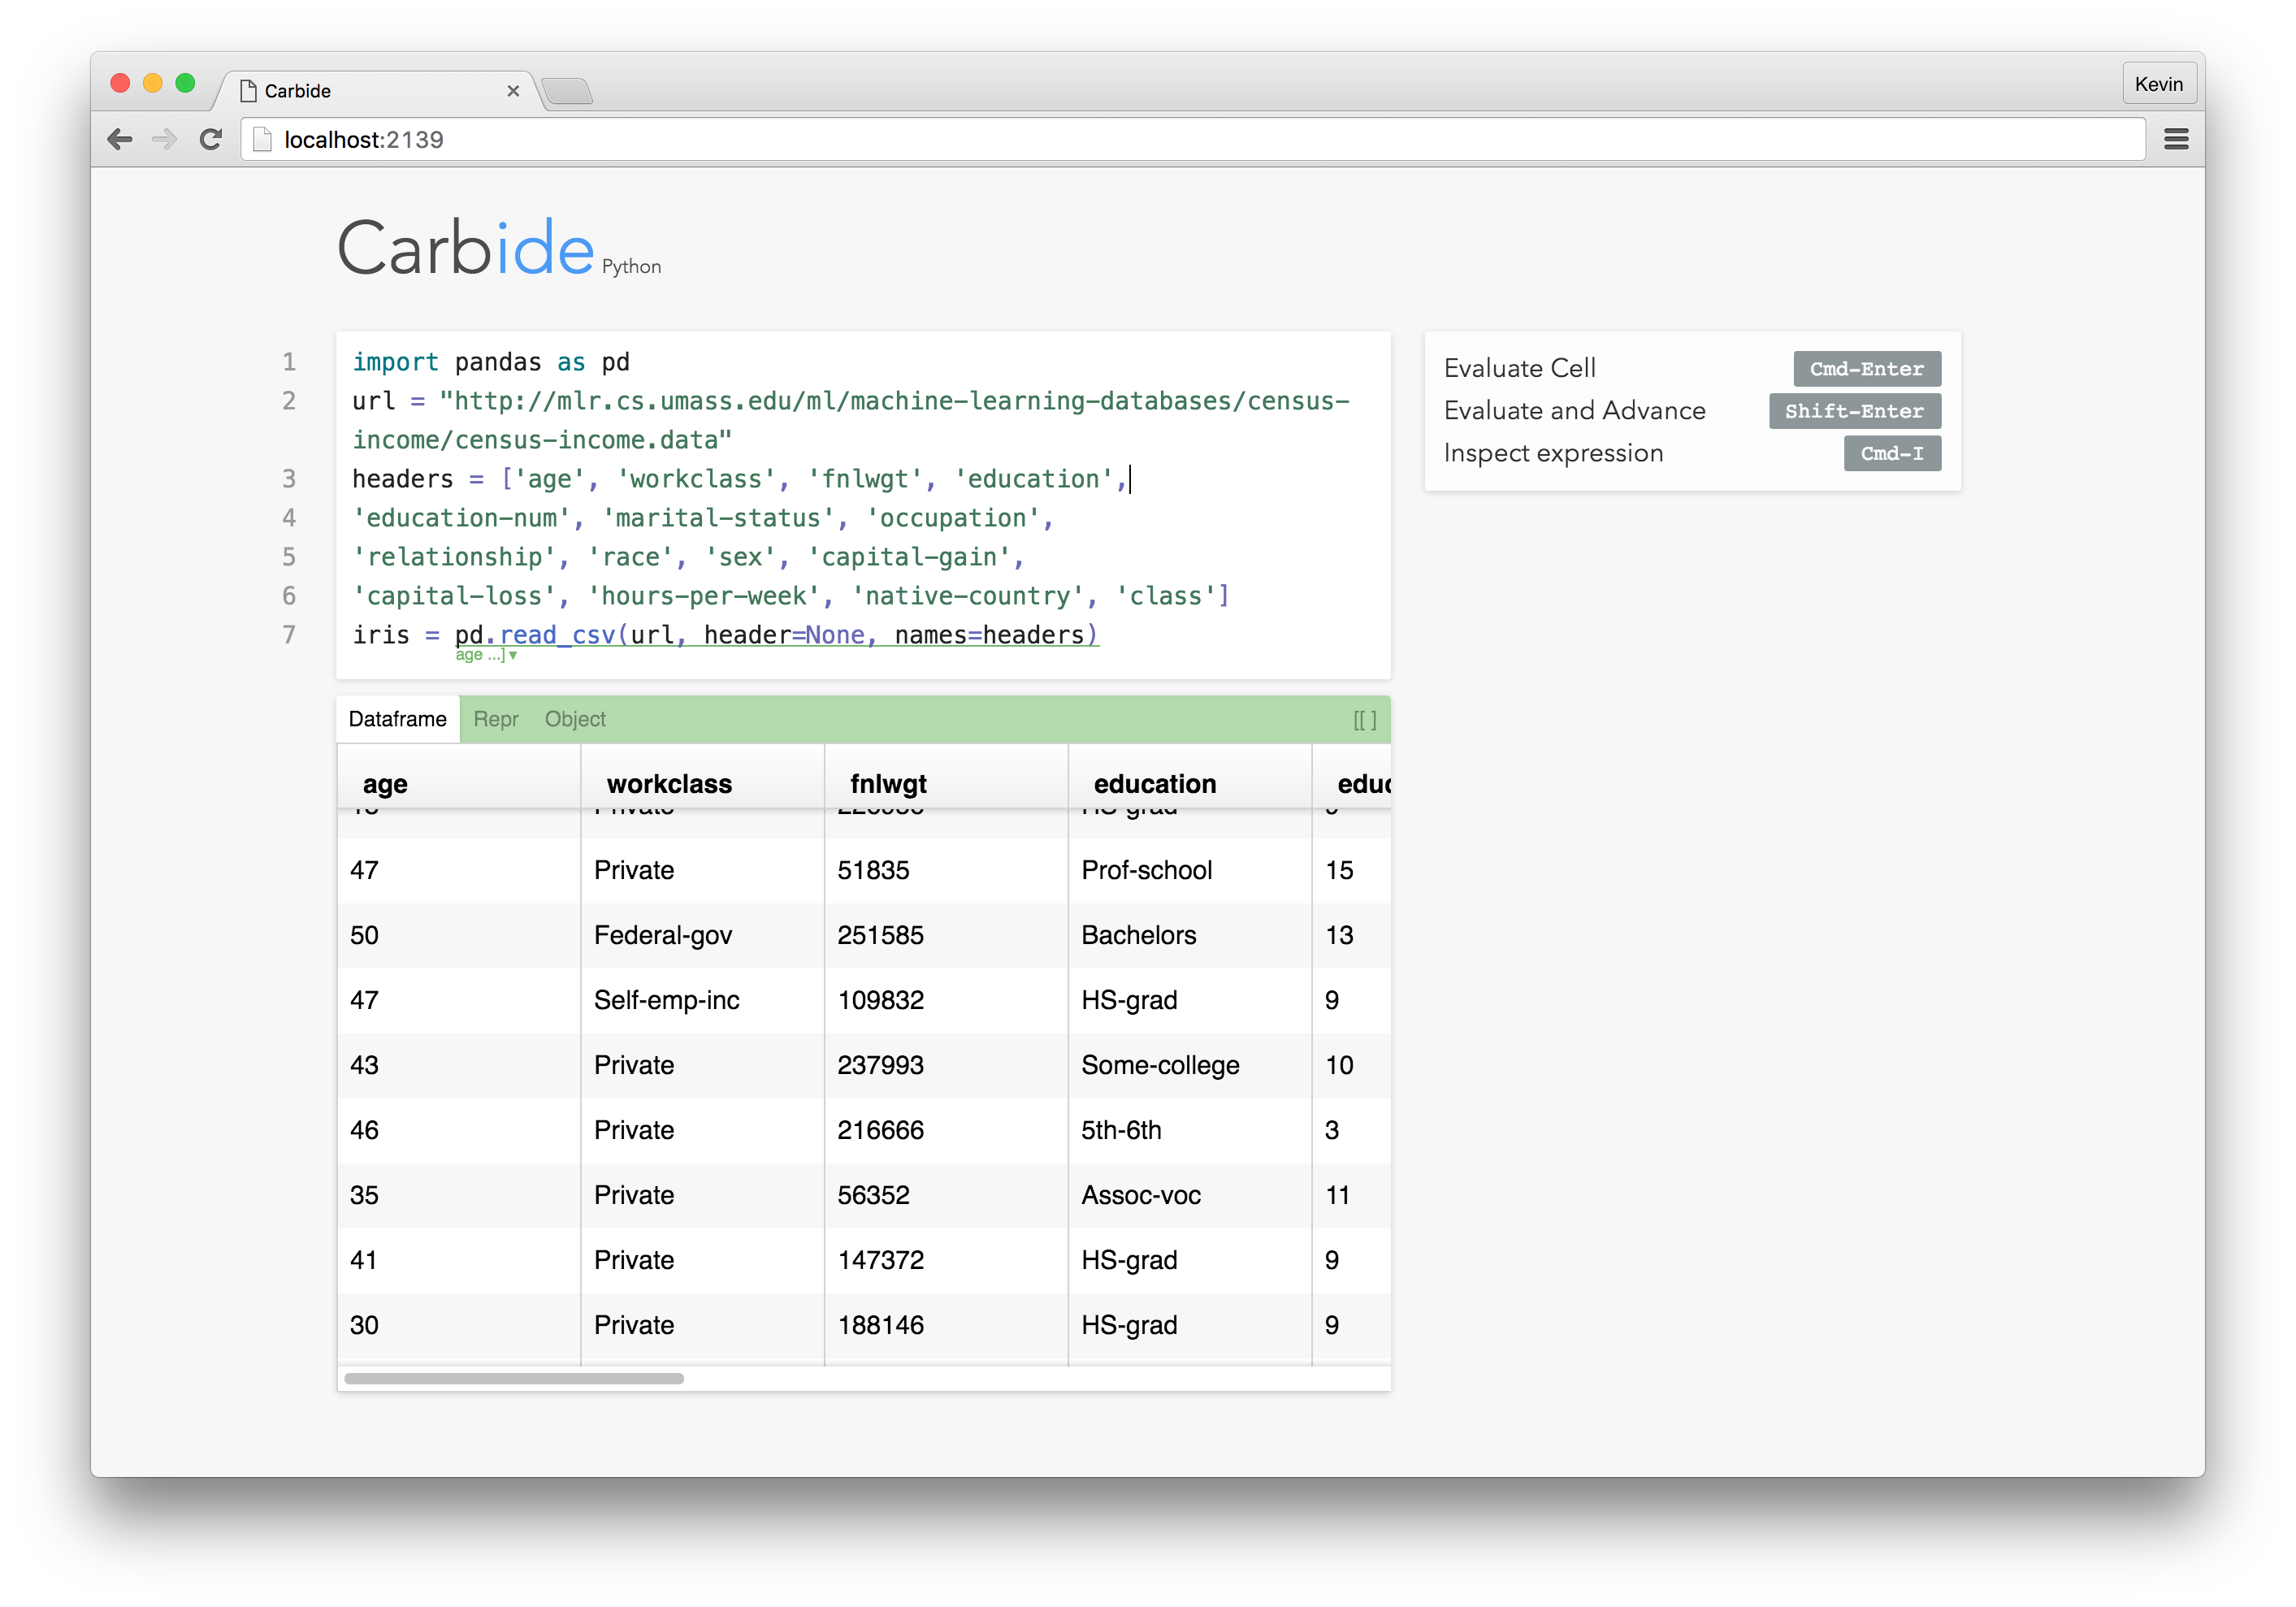 Carbide
Kevin
localhost:2139
Carbide Python
1 import pandas as pd
2 url = "http://mlr.cs.umass.edu/ml/machine-learning-databases/census-
income/census-income.data"
3 headers = ['age', 'workclass', 'fnlwgt', 'education',
4 'education-num', 'marital-status', 'occupation',
5 'relationship', 'race', 'sex', 'capital-gain',
6 'capital-loss', 'hours-per-week', 'native-country', 'class']
7 iris = pd.read_csv(url, header=None, names=headers)
age ...]▼
Evaluate Cell Cmd-Enter
Evaluate and Advance Shift-Enter
Inspect expression Cmd-I
Dataframe Repr Object [[ ]
age workclass fnlwgt education educ
Private HS-grad
47 Private 51835 Prof-school 15
50 Federal-gov 251585 Bachelors 13
47 Self-emp-inc 109832 HS-grad 9
43 Private 237993 Some-college 10
46 Private 216666 5th-6th 3
35 Private 56352 Assoc-voc 11
41 Private 147372 HS-grad 9
30 Private 188146 HS-grad 9